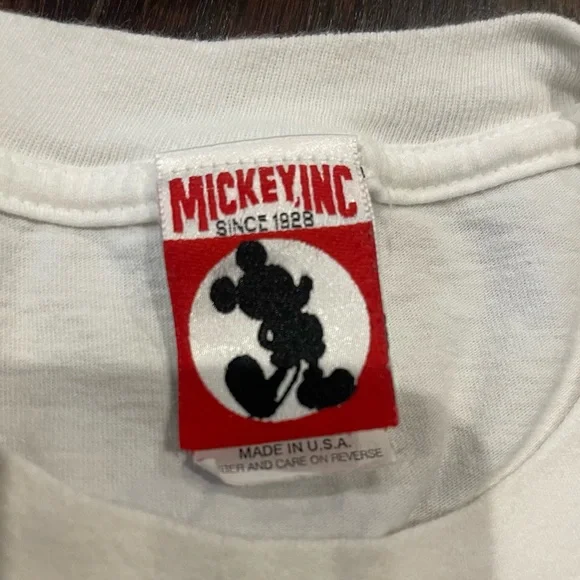 MICKEY, INC
SINCE 1928
MADE IN U.S.A.
BER AND CARE ON REVERSE